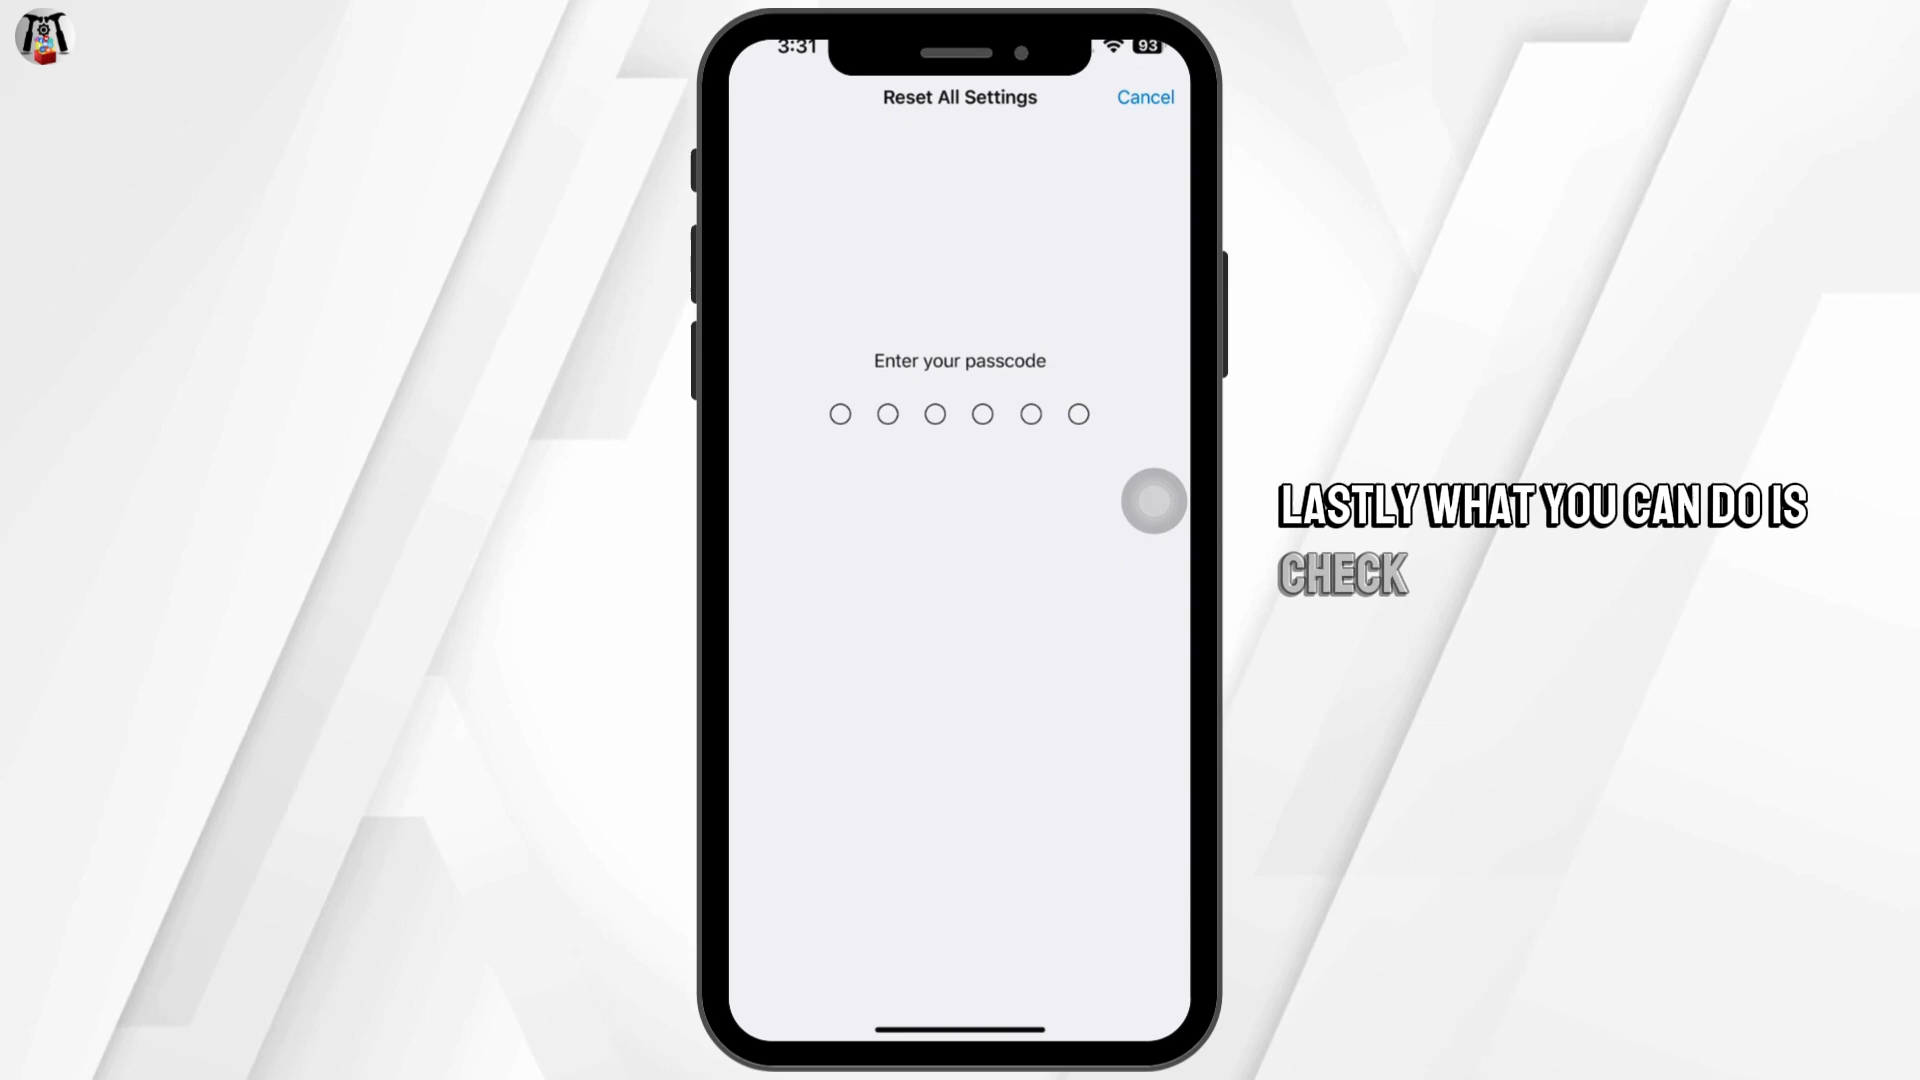 3:31
93
Reset All Settings
Cancel
Enter your passcode
LASTLY WHAT YOU CAN DO IS
CHECK